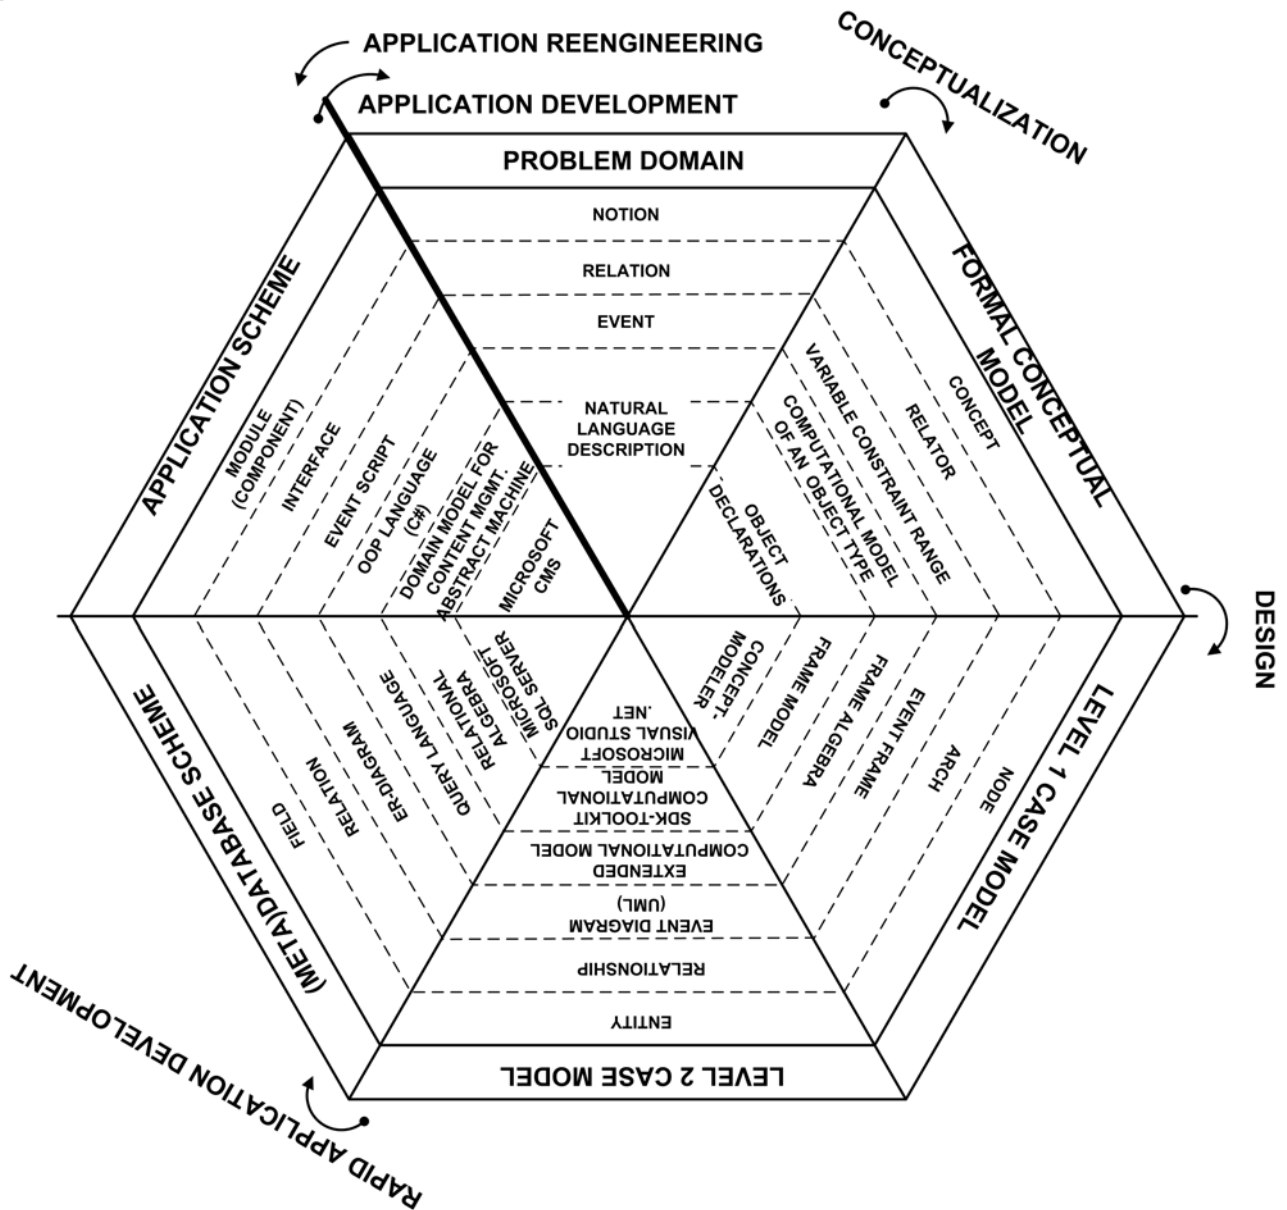 APPLICATION REENGINEERING
APPLICATION DEVELOPMENT
CONCEPTUALIZATION
PROBLEM DOMAIN
NOTION
RELATION
EVENT
NATURAL
LANGUAGE
DESCRIPTION
FORMAL CONCEPTUAL
MODEL
CONCEPT
RELATOR
VARIABLE CONSTRAINT RANGE
COMPUTATIONAL MODEL
OF AN OBJECT TYPE
OBJECT
DECLARATIONS
DESIGN
LEVEL 1 CASE MODEL
NODE
ARCH
EVENT FRAME
FRAME ALGEBRA
FRAME MODEL
CONCEPT-
MODELER
LEVEL 2 CASE MODEL
ENTITY
RELATIONSHIP
EVENT DIAGRAM
(UML)
EXTENDED
COMPUTATIONAL MODEL
SDK-TOOLKIT
COMPUTATIONAL
MODEL
MICROSOFT
VISUAL STUDIO
.NET
RAPID APPLICATION DEVELOPMENT
(META)DATABASE SCHEME
FIELD
RELATION
ER-DIAGRAM
QUERY LANGUAGE
RELATIONAL
ALGEBRA
MICROSOFT
SQL SERVER
APPLICATION SCHEME
MODULE
(COMPONENT)
INTERFACE
EVENT SCRIPT
OOP LANGUAGE
(C#)
DOMAIN MODEL FOR
CONTENT MGMT.
ABSTRACT MACHINE
MICROSOFT
CMS